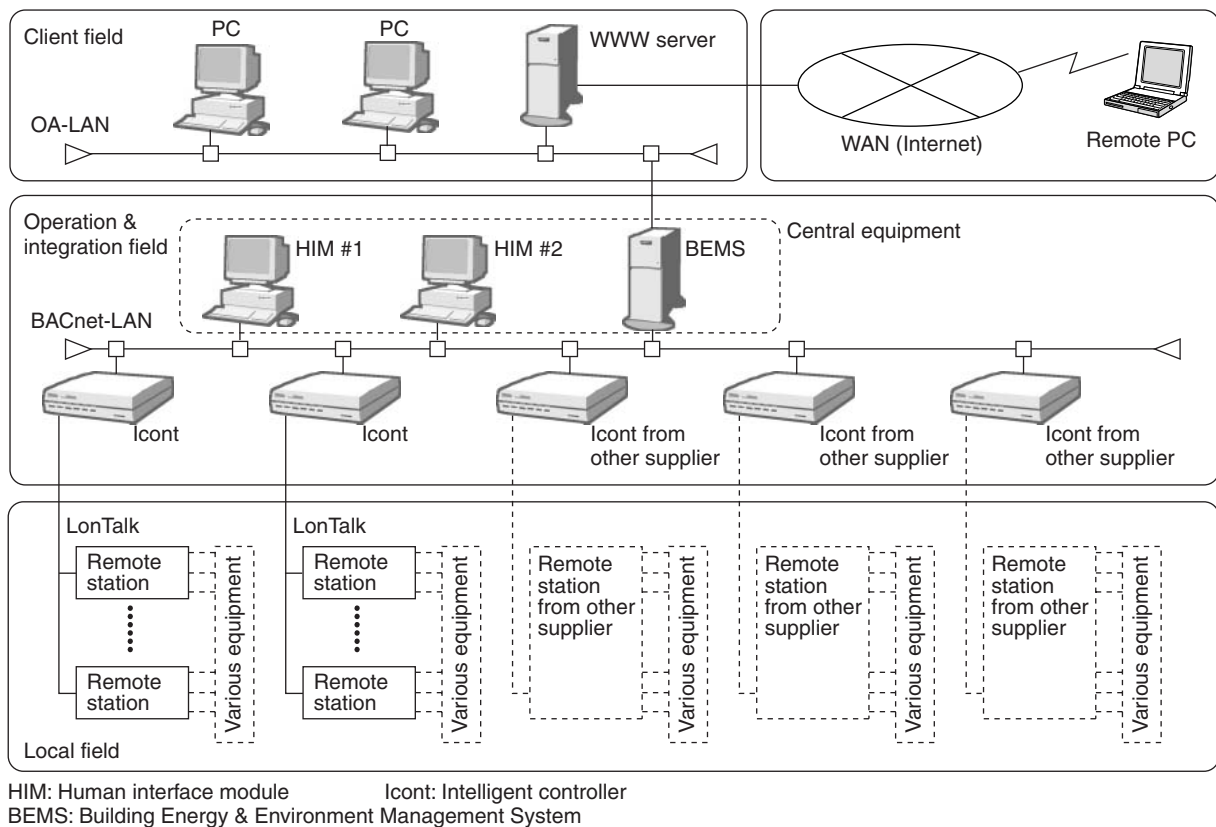 Client field
PC
PC
WWW server
OA-LAN
WAN (Internet)
Remote PC
Operation &
integration field
HIM #1
HIM #2
BEMS
Central equipment
BACnet-LAN
Icont
Icont
Icont from
other supplier
Icont from
other supplier
Icont from
other supplier
LonTalk
Remote
station
Remote
station
Various equipment
LonTalk
Remote
station
Remote
station
Various equipment
Remote
station
from other
supplier
Various equipment
Remote
station
from other
supplier
Various equipment
Remote
station
from other
supplier
Various equipment
Local field
HIM: Human interface module Icont: Intelligent controller
BEMS: Building Energy & Environment Management System